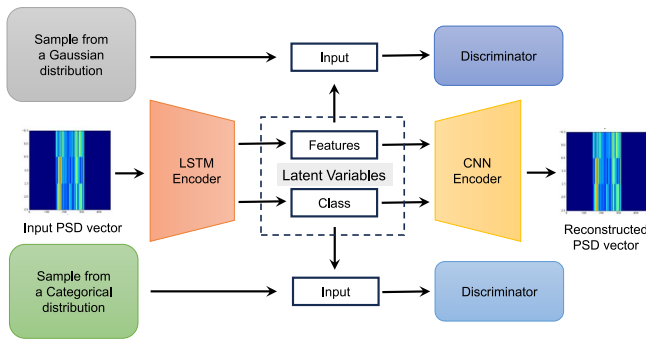 Sample from
a Gaussian
distribution
Input
Discriminator
LSTM
Encoder
Features
Latent Variables
Class
CNN
Encoder
Input PSD vector
Reconstructed
PSD vector
Sample from
a Categorical
distribution
Input
Discriminator